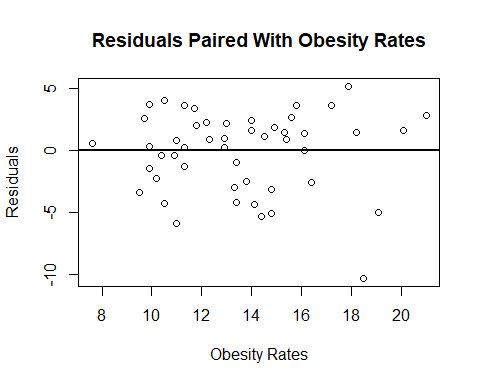 Residuals Paired With Obesity Rates
Residuals
5
0
-5
-10
8 10 12 14 16 18 20
Obesity Rates